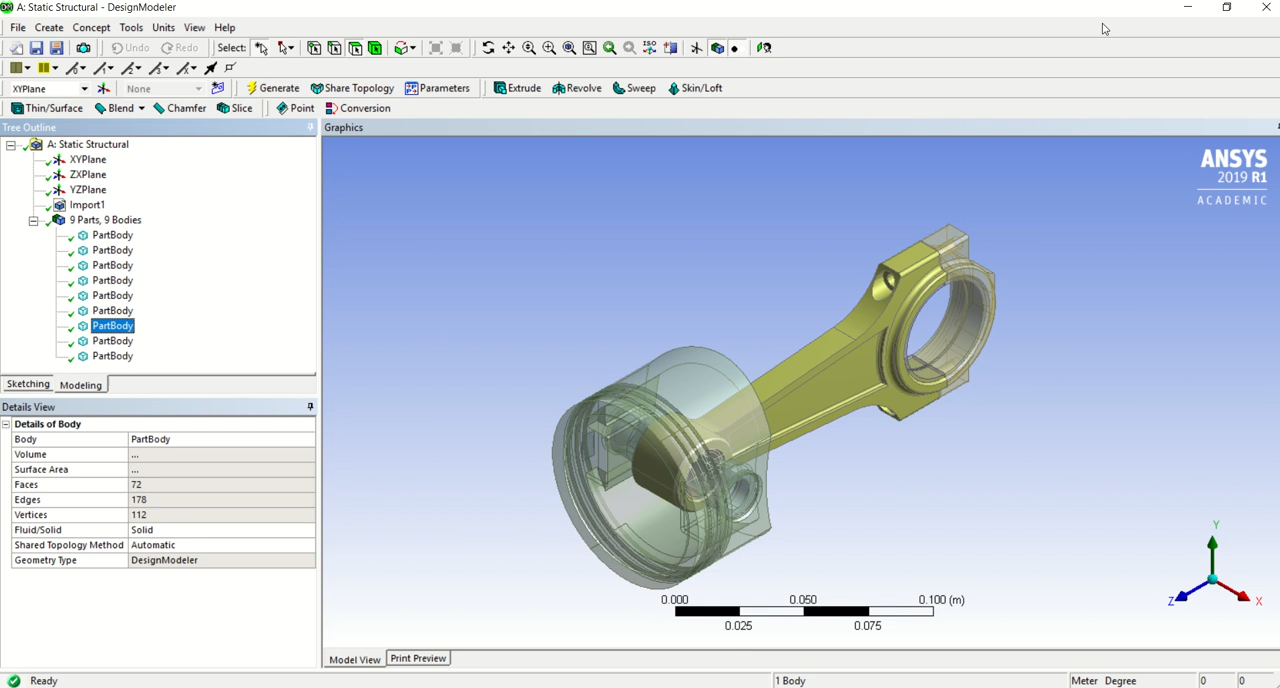 A: Static Structural - DesignModeler
File Create Concept Tools Units View Help
Undo Redo Select: ISO
XYPlane None Generate Share Topology Parameters Extrude Revolve Sweep Skin/Loft
Thin/Surface Blend Chamfer Slice Point Conversion
Tree Outline
A: Static Structural
XYPlane
ZXPlane
YZPlane
Import1
9 Parts, 9 Bodies
PartBody
PartBody
PartBody
PartBody
PartBody
PartBody
PartBody
PartBody
PartBody
Sketching Modeling
Details View
Details of Body
Body PartBody
Volume ...
Surface Area ...
Faces 72
Edges 178
Vertices 112
Fluid/Solid Solid
Shared Topology Method Automatic
Geometry Type DesignModeler
Graphics
ANSYS
2019 R1
ACADEMIC
Y
Z X
0.000 0.050 0.100 (m)
0.025 0.075
Model View Print Preview
Ready 1 Body Meter Degree 0 0